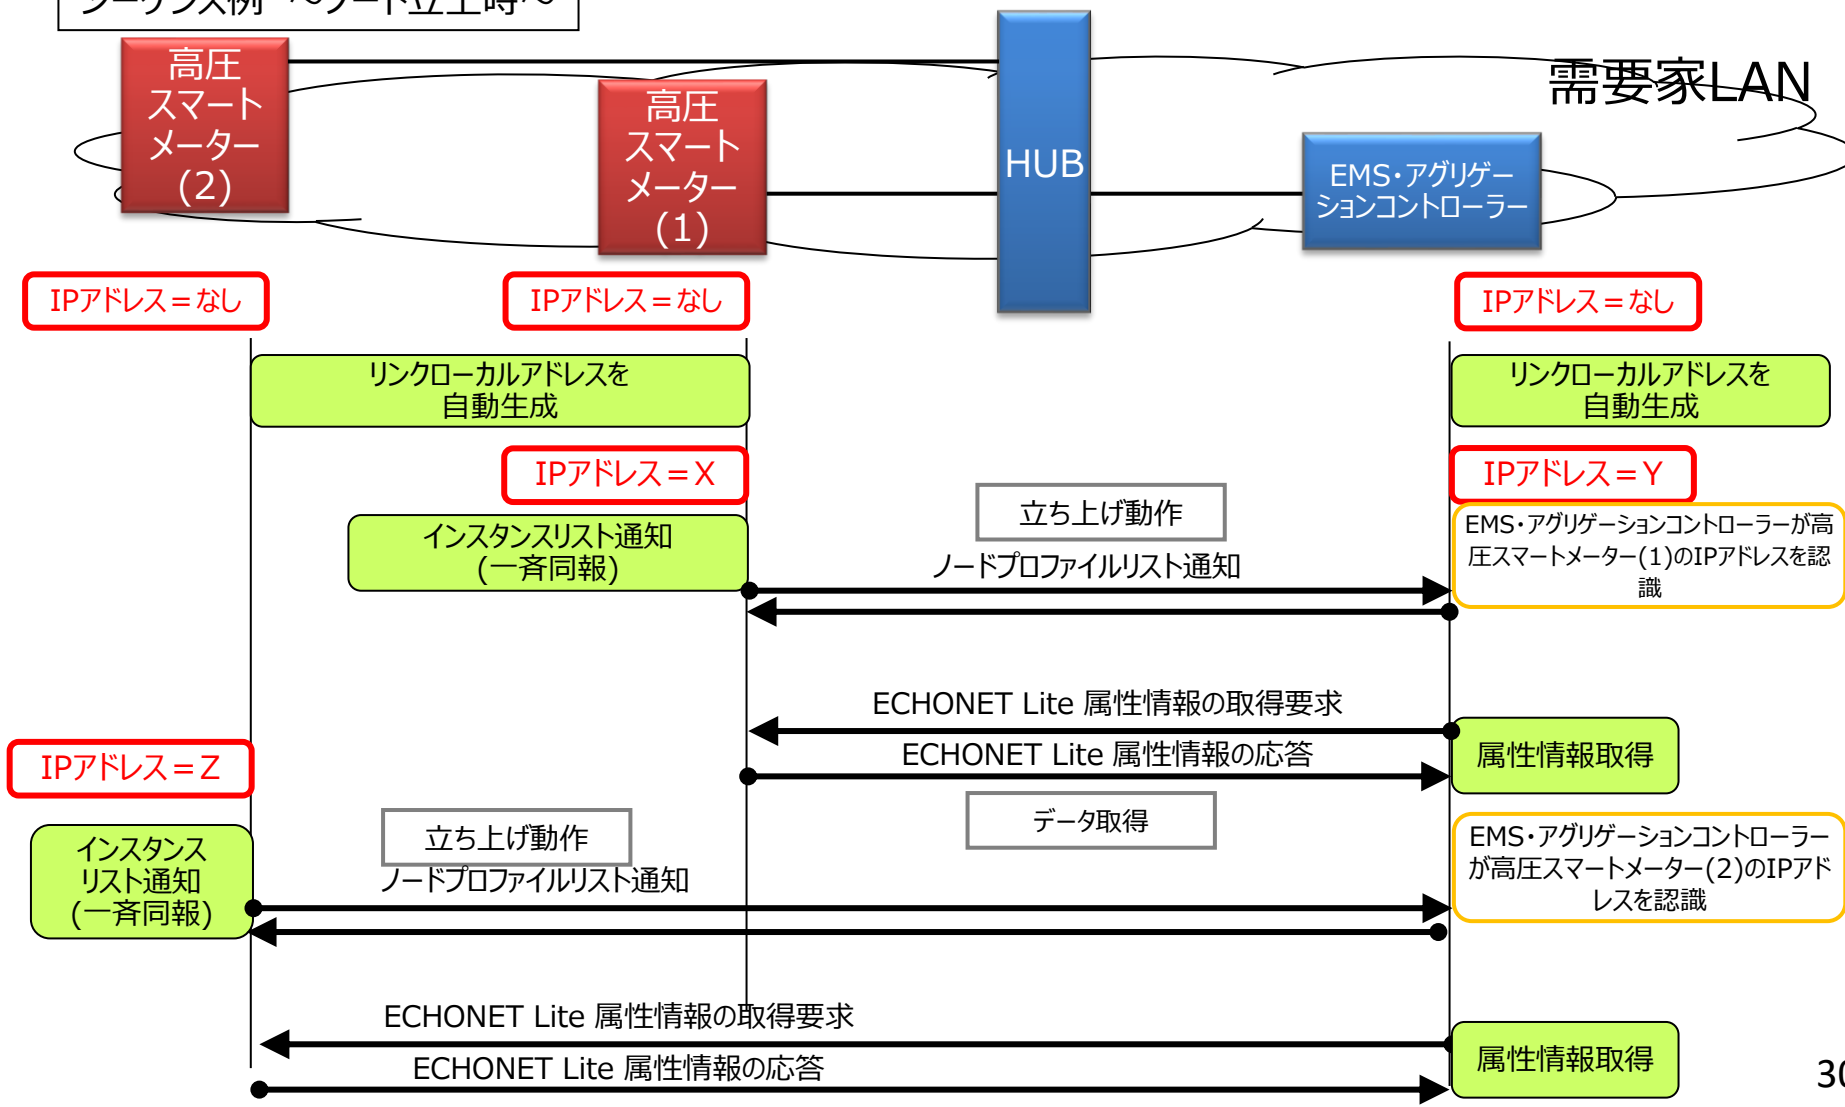 シーケンス例 ～ノード立上時～
需要家LAN
高圧
スマート
メーター
(2)
高圧
スマート
メーター
(1)
HUB
EMS・アグリゲー
ションコントローラー
IPアドレス＝なし
IPアドレス＝なし
IPアドレス＝なし
リンクローカルアドレスを
自動生成
リンクローカルアドレスを
自動生成
IPアドレス＝X
IPアドレス＝Y
立ち上げ動作
インスタンスリスト通知
(一斉同報)
ノードプロファイルリスト通知
EMS・アグリゲーションコントローラーが高
圧スマートメーター(1)のIPアドレスを認
識
ECHONET Lite 属性情報の取得要求
ECHONET Lite 属性情報の応答
属性情報取得
IPアドレス＝Z
データ取得
立ち上げ動作
インスタンス
リスト通知
(一斉同報)
ノードプロファイルリスト通知
EMS・アグリゲーションコントローラー
が高圧スマートメーター(2)のIPアド
レスを認識
ECHONET Lite 属性情報の取得要求
ECHONET Lite 属性情報の応答
属性情報取得
30